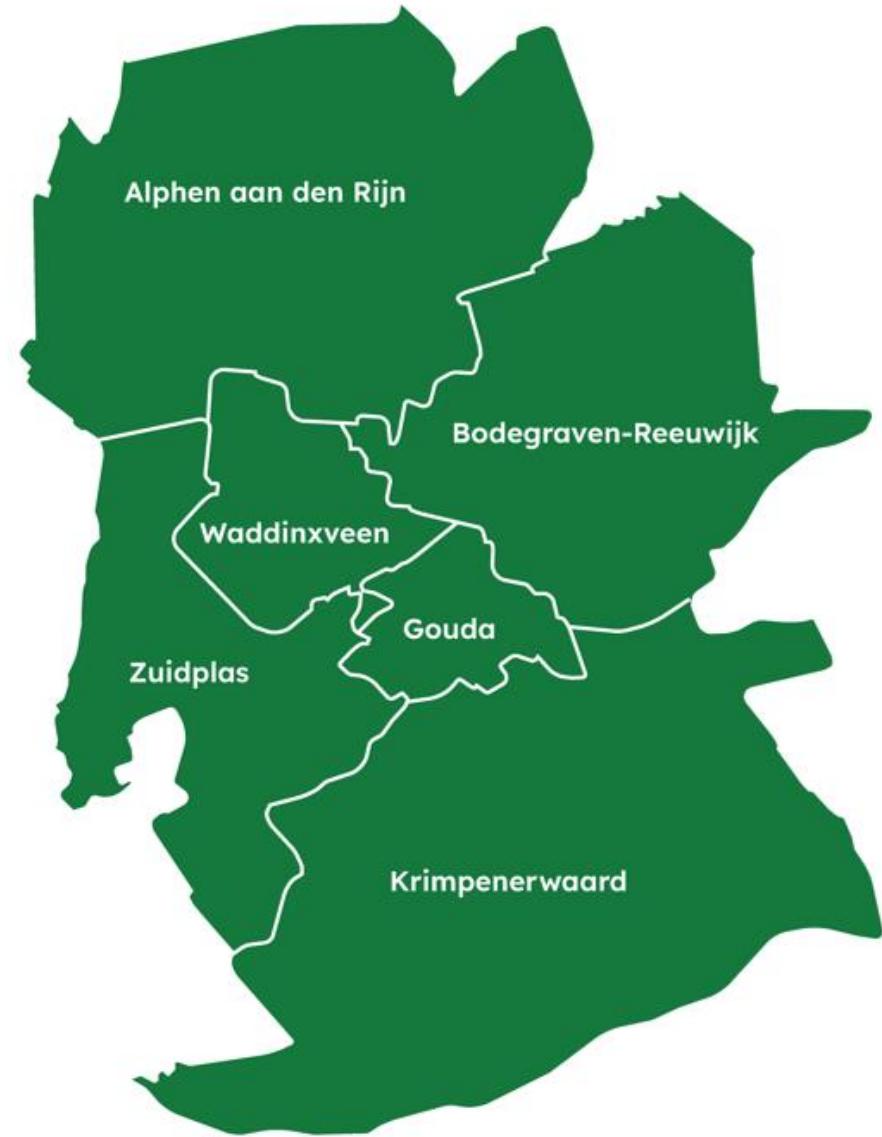 Alphen aan den Rijn
Bodegraven-Reeuwijk
Waddinxveen
Gouda
Zuidplas
Krimpenerwaard